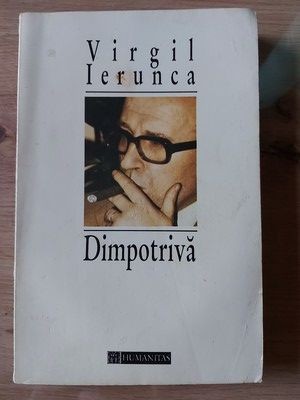 Virgil
Ierunca
Dimpotrivă
HUMANITAS